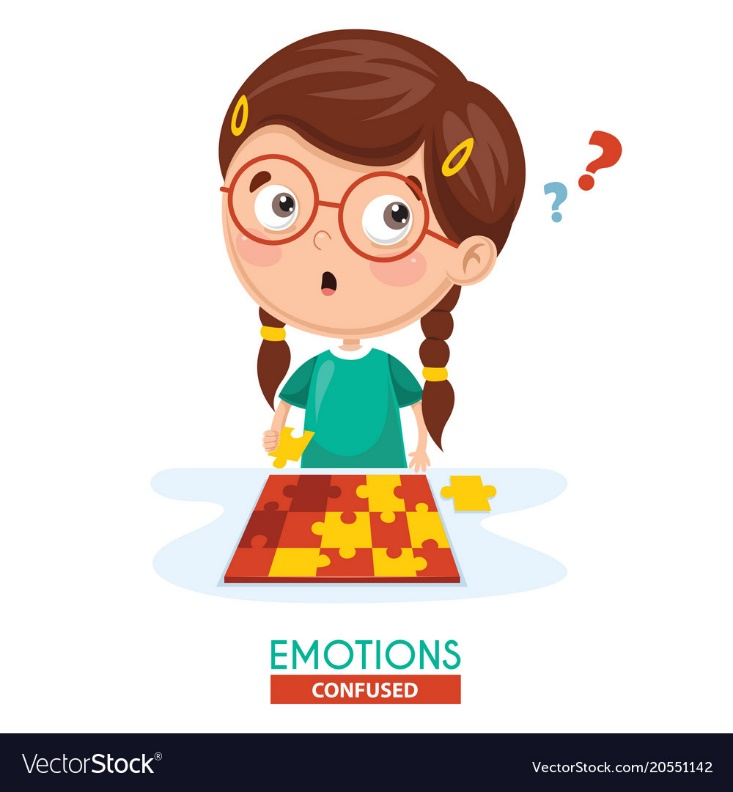 ? ?
EMOTIONS
CONFUSED
VectorStock®
VectorStock.com/20551142